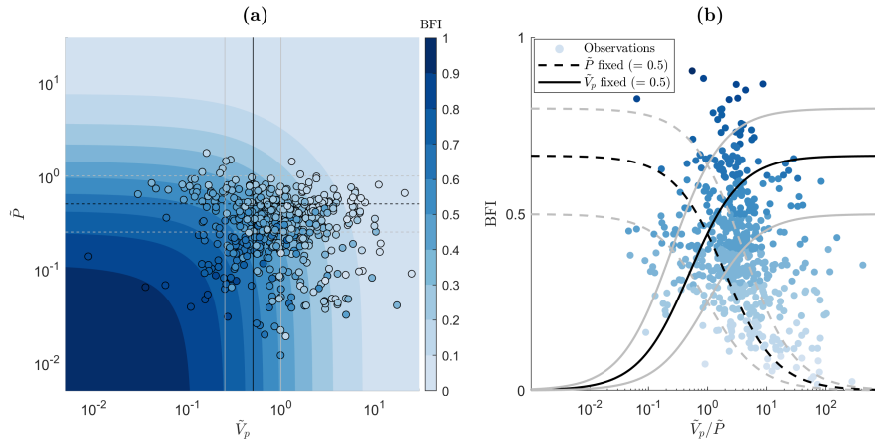 (a)
BFI
10¹
10⁰
10⁻¹
10⁻²
P̃
10⁻² 10⁻¹ 10⁰ 10¹
Ṽₚ
1
0.9
0.8
0.7
0.6
0.5
0.4
0.3
0.2
0.1
0
(b)
Observations
P̃ fixed (= 0.5)
Ṽₚ fixed (= 0.5)
1
0.5
0
BFI
10⁻² 10⁻¹ 10⁰ 10¹ 10²
Ṽₚ/P̃